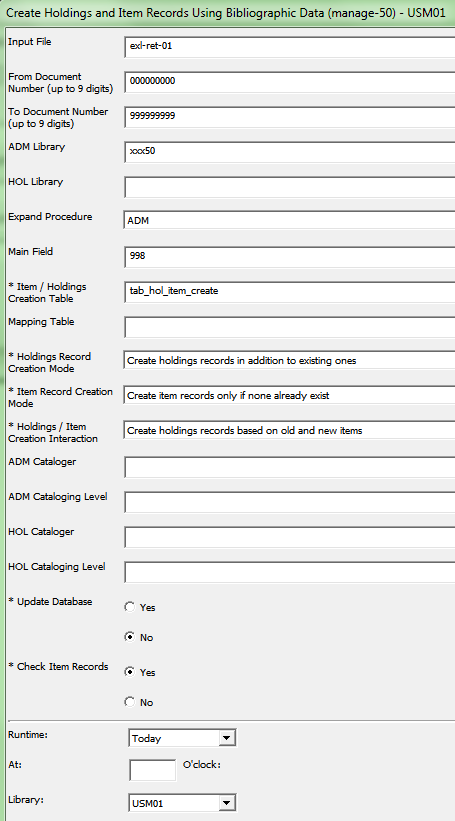 Create Holdings and Item Records Using Bibliographic Data (manage-50) - USM01
Input File
exl-ret-01
From Document
Number (up to 9 digits)
000000000
To Document Number
(up to 9 digits)
999999999
ADM Library
xxx50
HOL Library
Expand Procedure
ADM
Main Field
998
* Item / Holdings
Creation Table
tab_hol_item_create
Mapping Table
* Holdings Record
Creation Mode
Create holdings records in addition to existing ones
* Item Record Creation
Mode
Create item records only if none already exist
* Holdings / Item
Creation Interaction
Create holdings records based on old and new items
ADM Cataloger
ADM Cataloging Level
HOL Cataloger
HOL Cataloging Level
* Update Database
Yes
No
* Check Item Records
Yes
No
Runtime:
Today
At:
O'clock:
Library:
USM01